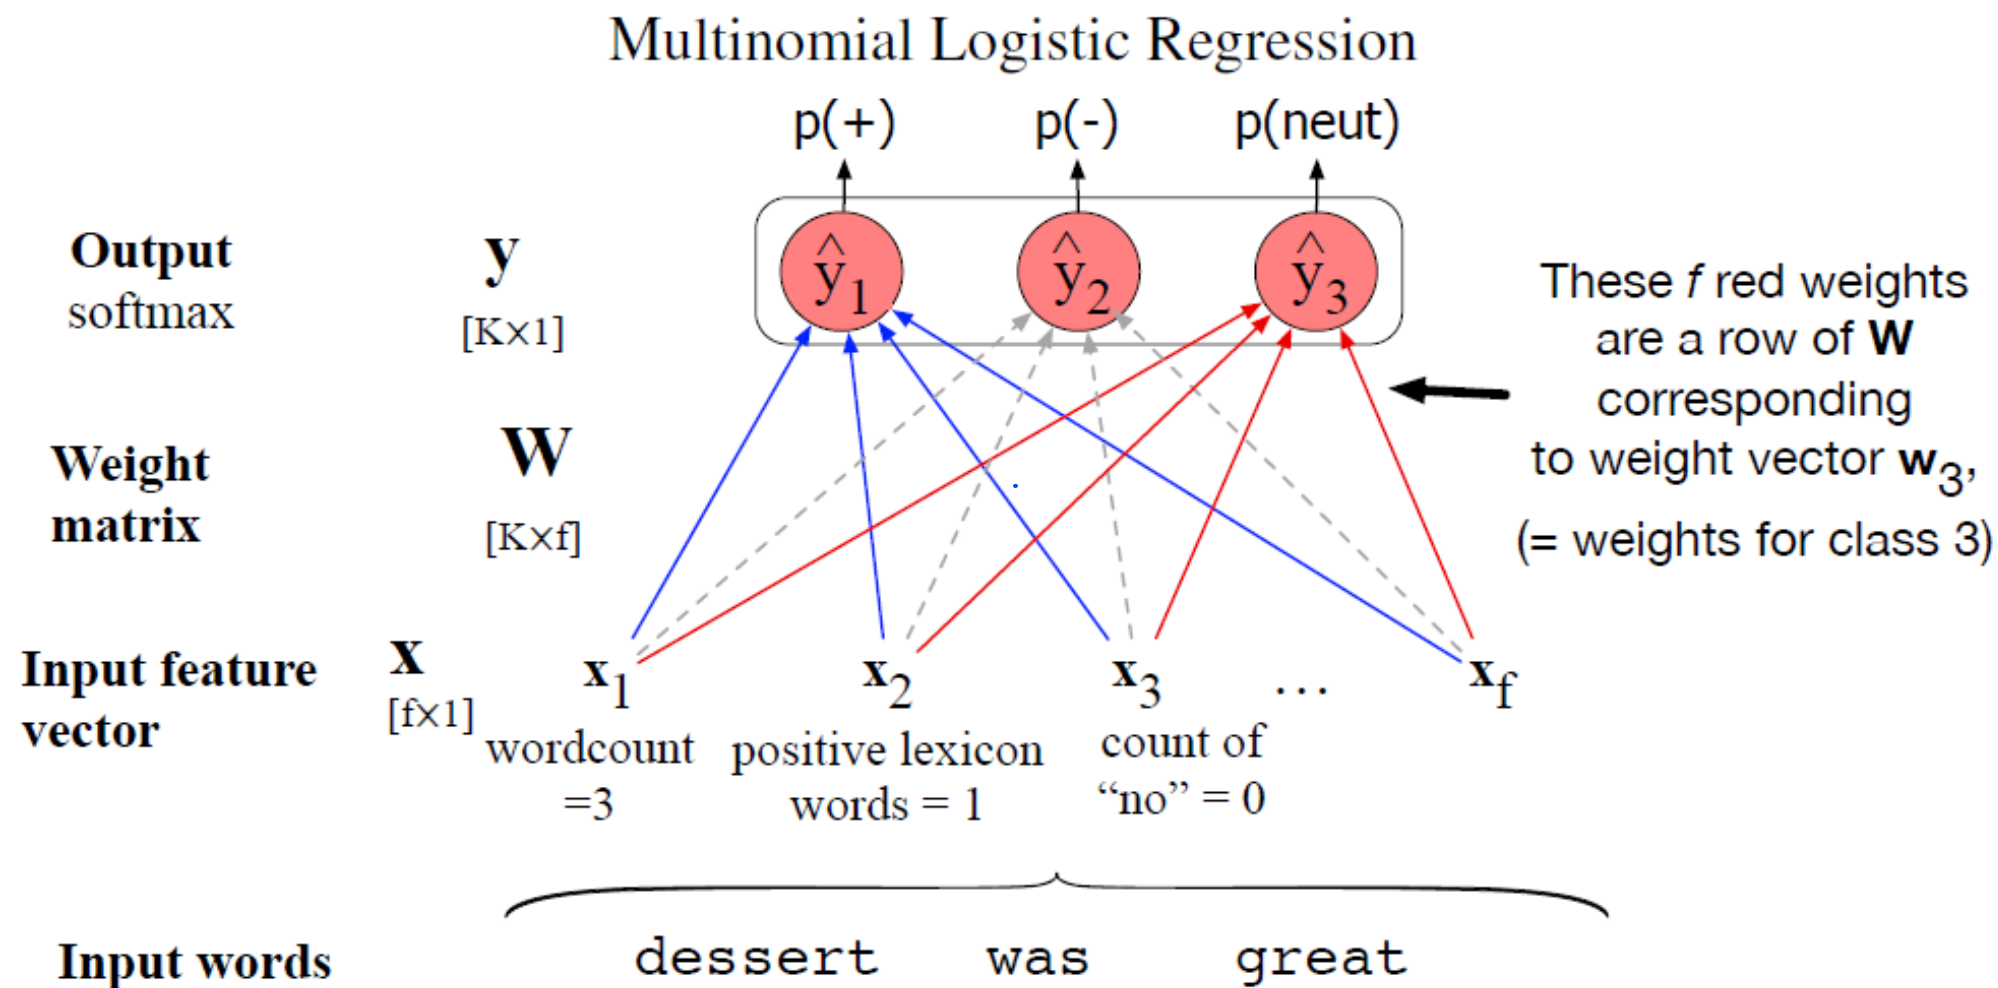 Multinomial Logistic Regression
p(+) p(-) p(neut)
Output
softmax
y
[K×1]
ŷ1 ŷ2 ŷ3
These f red weights
are a row of W
corresponding
to weight vector w3,
(= weights for class 3)
Weight
matrix
W
[K×f]
Input feature
vector
x
[f×1]
x1 x2 x3 ... xf
wordcount
=3
positive lexicon
words = 1
count of
“no” = 0
Input words
dessert was great